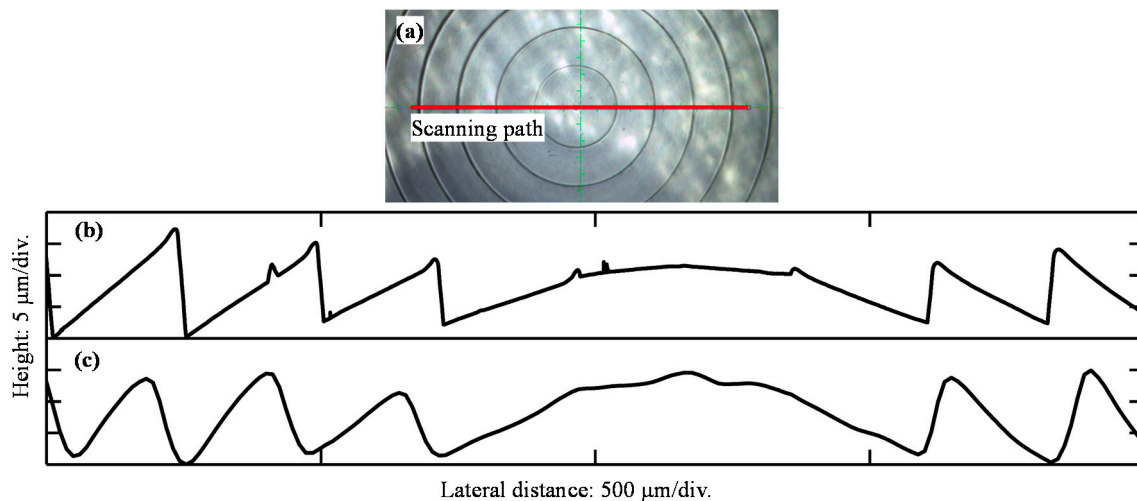 (a)
Scanning path
(b)
(c)
Height: 5 μm/div.
Lateral distance: 500 μm/div.